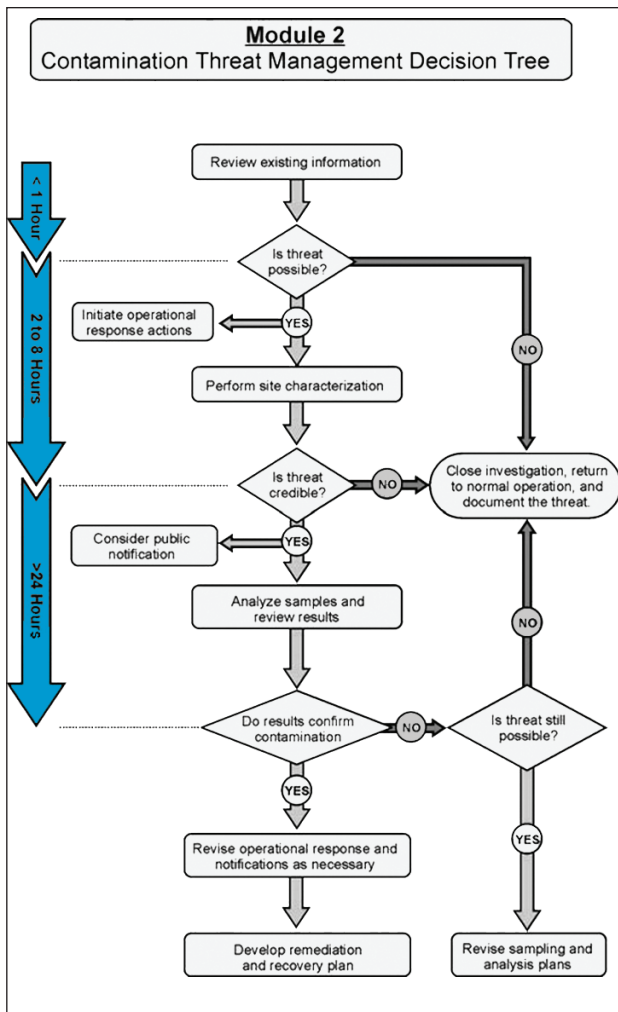 Module 2
Contamination Threat Management Decision Tree
Review existing information
< 1 Hour
Is threat
possible?
Initiate operational
response actions
YES
NO
2 to 8 Hours
Perform site characterization
Is threat
credible?
NO
Close investigation, return
to normal operation, and
document the threat.
Consider public
notification
YES
>24 Hours
Analyze samples and
review results
NO
Do results confirm
contamination
NO
Is threat still
possible?
YES
YES
Revise operational response and
notifications as necessary
Develop remediation
and recovery plan
Revise sampling and
analysis plans